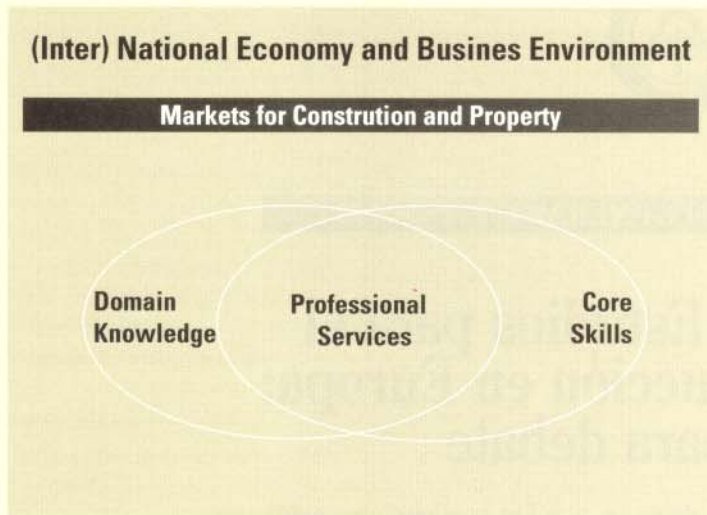 (Inter) National Economy and Busines Environment
Markets for Constrution and Property
Domain
Knowledge
Professional
Services
Core
Skills